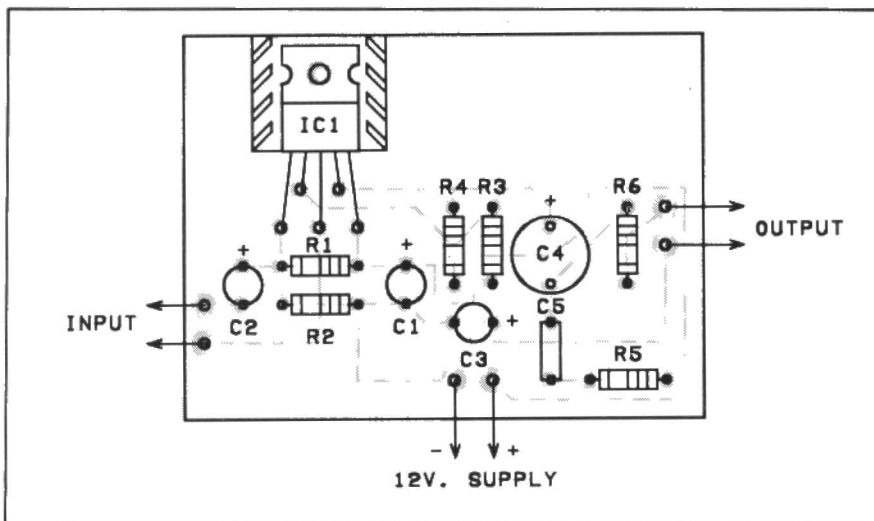 IC1
R4 R3 R6
+
OUTPUT
R1
+ +
C4
INPUT
C2 R2 C1
C5
+
C3
R5
- +
12V. SUPPLY